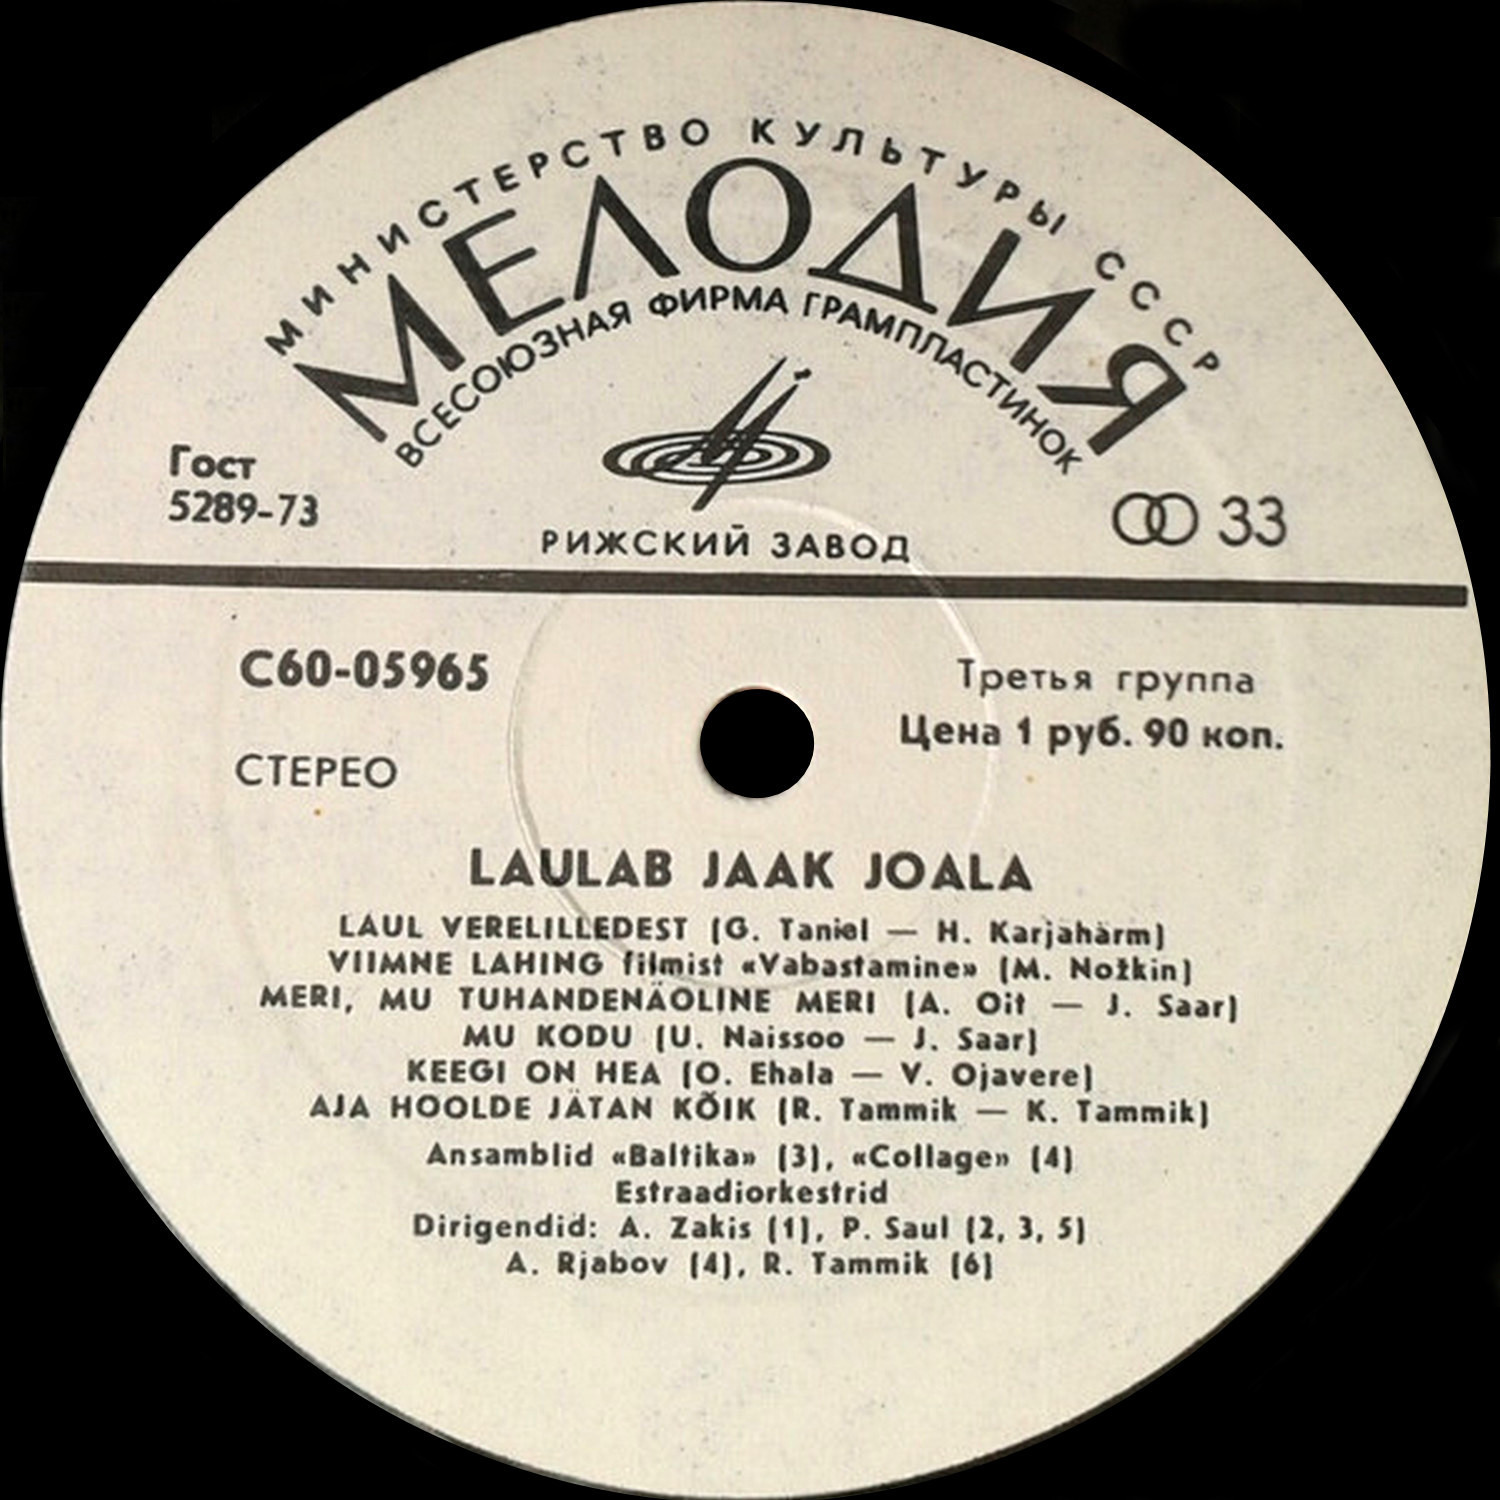 МИНИСТЕРСТВО КУЛЬТУРЫ СССР
МЕЛОДИЯ
ВСЕСОЮЗНАЯ ФИРМА ГРАМПЛАСТИНОК
Гост
5289-73
33
РИЖСКИЙ ЗАВОД
С60-05965
Третья группа
Цена 1 руб. 90 коп.
СТЕРЕО
LAULAB JAAK JOALA
LAUL VERELILLEDEST (G. Taniel — H. Karjahärm)
VIIMNE LAHING filmist «Vabastamine» (M. Nožkin)
MERI, MU TUHANDENÄOLINE MERI (A. Oit — J. Saar)
MU KODU (U. Naissoo — J. Saar)
KEEGI ON HEA (O. Ehala — V. Ojavere)
AJA HOOLDE JÄTAN KÕIK (R. Tammik — K. Tammik)
Ansamblid «Baltika» (3), «Collage» (4)
Estraadiorkestrid
Dirigendid: A. Zakis (1), P. Saul (2, 3, 5)
A. Rjabov (4), R. Tammik (6)